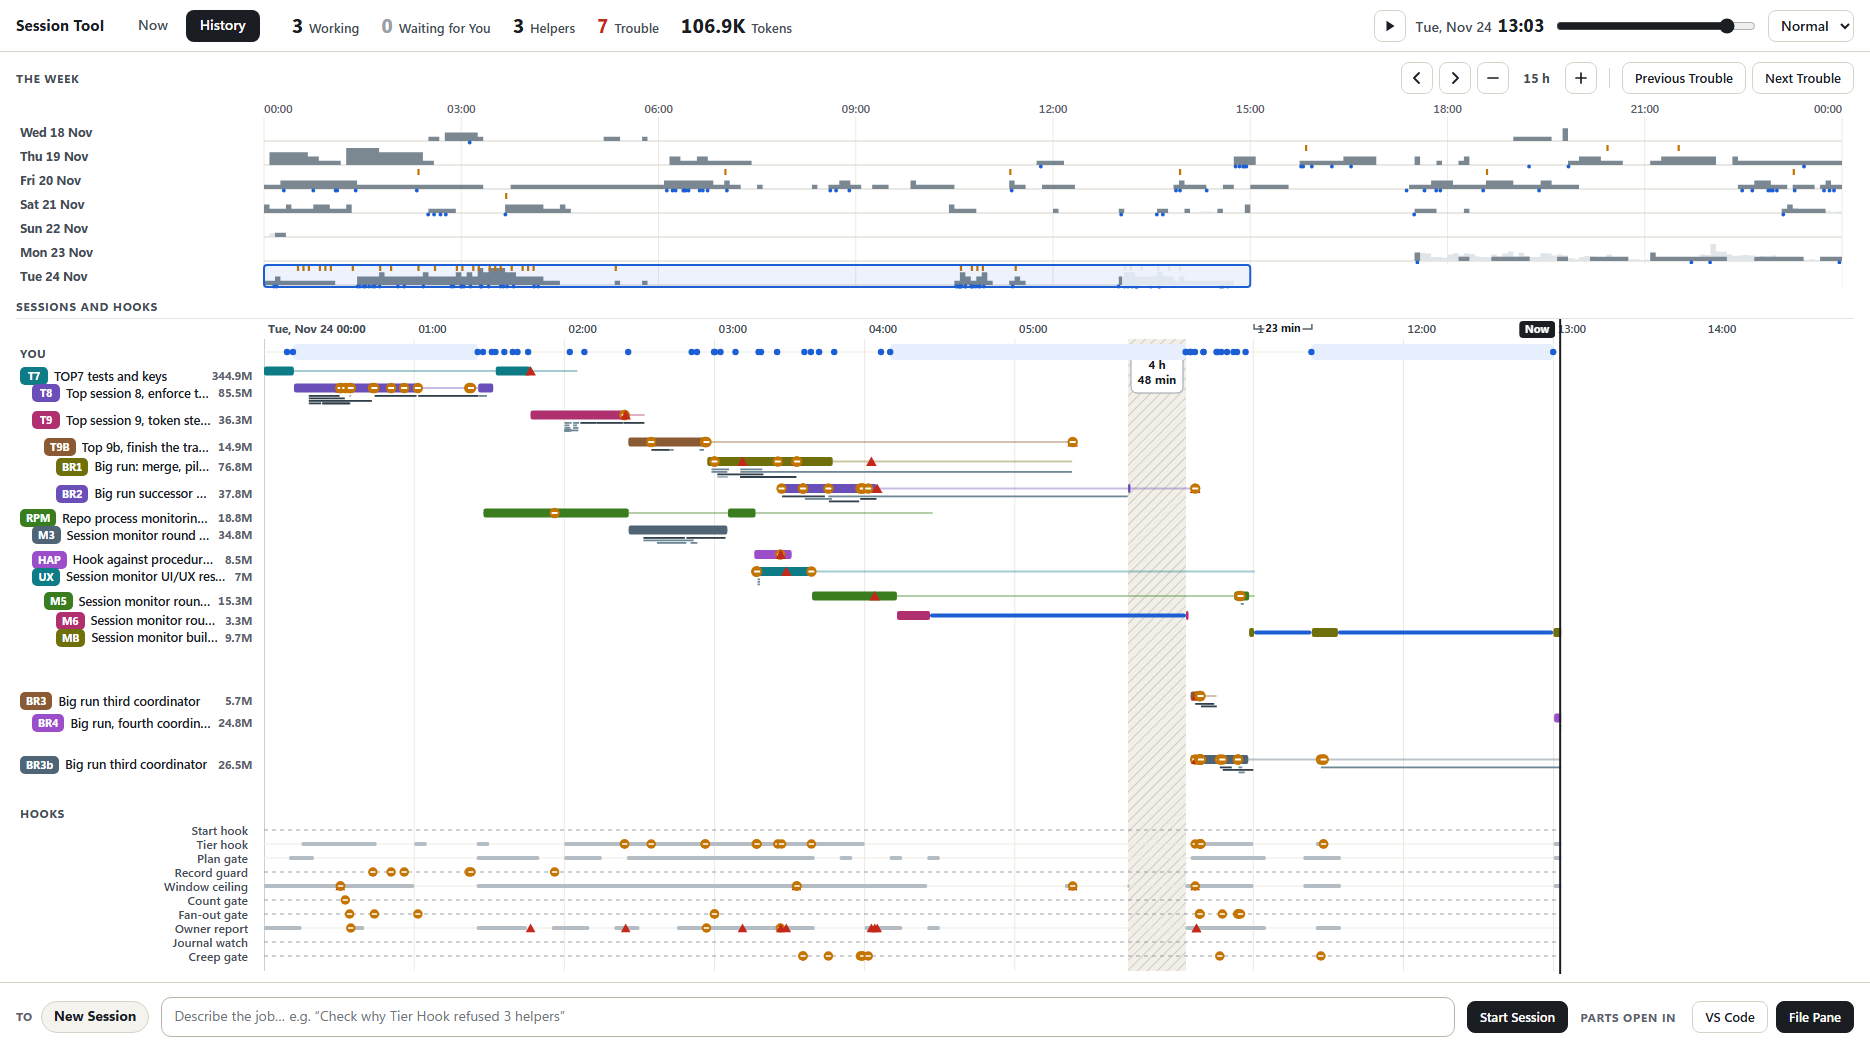 Session Tool Now History 3 Working 0 Waiting for You 3 Helpers 7 Trouble 106.9K Tokens Tue, Nov 24 13:03 Normal
THE WEEK 15 h Previous Trouble Next Trouble
00:00 03:00 06:00 09:00 12:00 15:00 18:00 21:00 00:00
Wed 18 Nov
Thu 19 Nov
Fri 20 Nov
Sat 21 Nov
Sun 22 Nov
Mon 23 Nov
Tue 24 Nov
SESSIONS AND HOOKS
Tue, Nov 24 00:00 01:00 02:00 03:00 04:00 05:00 23 min 12:00 Now 13:00 14:00
YOU
4 h
48 min
T7 TOP7 tests and keys 344.9M
T8 Top session 8, enforce t... 85.5M
T9 Top session 9, token ste... 36.3M
T9B Top 9b, finish the tra... 14.9M
BR1 Big run: merge, pil... 76.8M
BR2 Big run successor ... 37.8M
RPM Repo process monitorin... 18.8M
M3 Session monitor round ... 34.8M
HAP Hook against procedur... 8.5M
UX Session monitor UI/UX res... 7M
M5 Session monitor roun... 15.3M
M6 Session monitor rou... 3.3M
MB Session monitor buil... 9.7M
BR3 Big run third coordinator 5.7M
BR4 Big run, fourth coordin... 24.8M
BR3b Big run third coordinator 26.5M
HOOKS
Start hook
Tier hook
Plan gate
Record guard
Window ceiling
Count gate
Fan-out gate
Owner report
Journal watch
Creep gate
TO New Session Describe the job... e.g. “Check why Tier Hook refused 3 helpers” Start Session PARTS OPEN IN VS Code File Pane